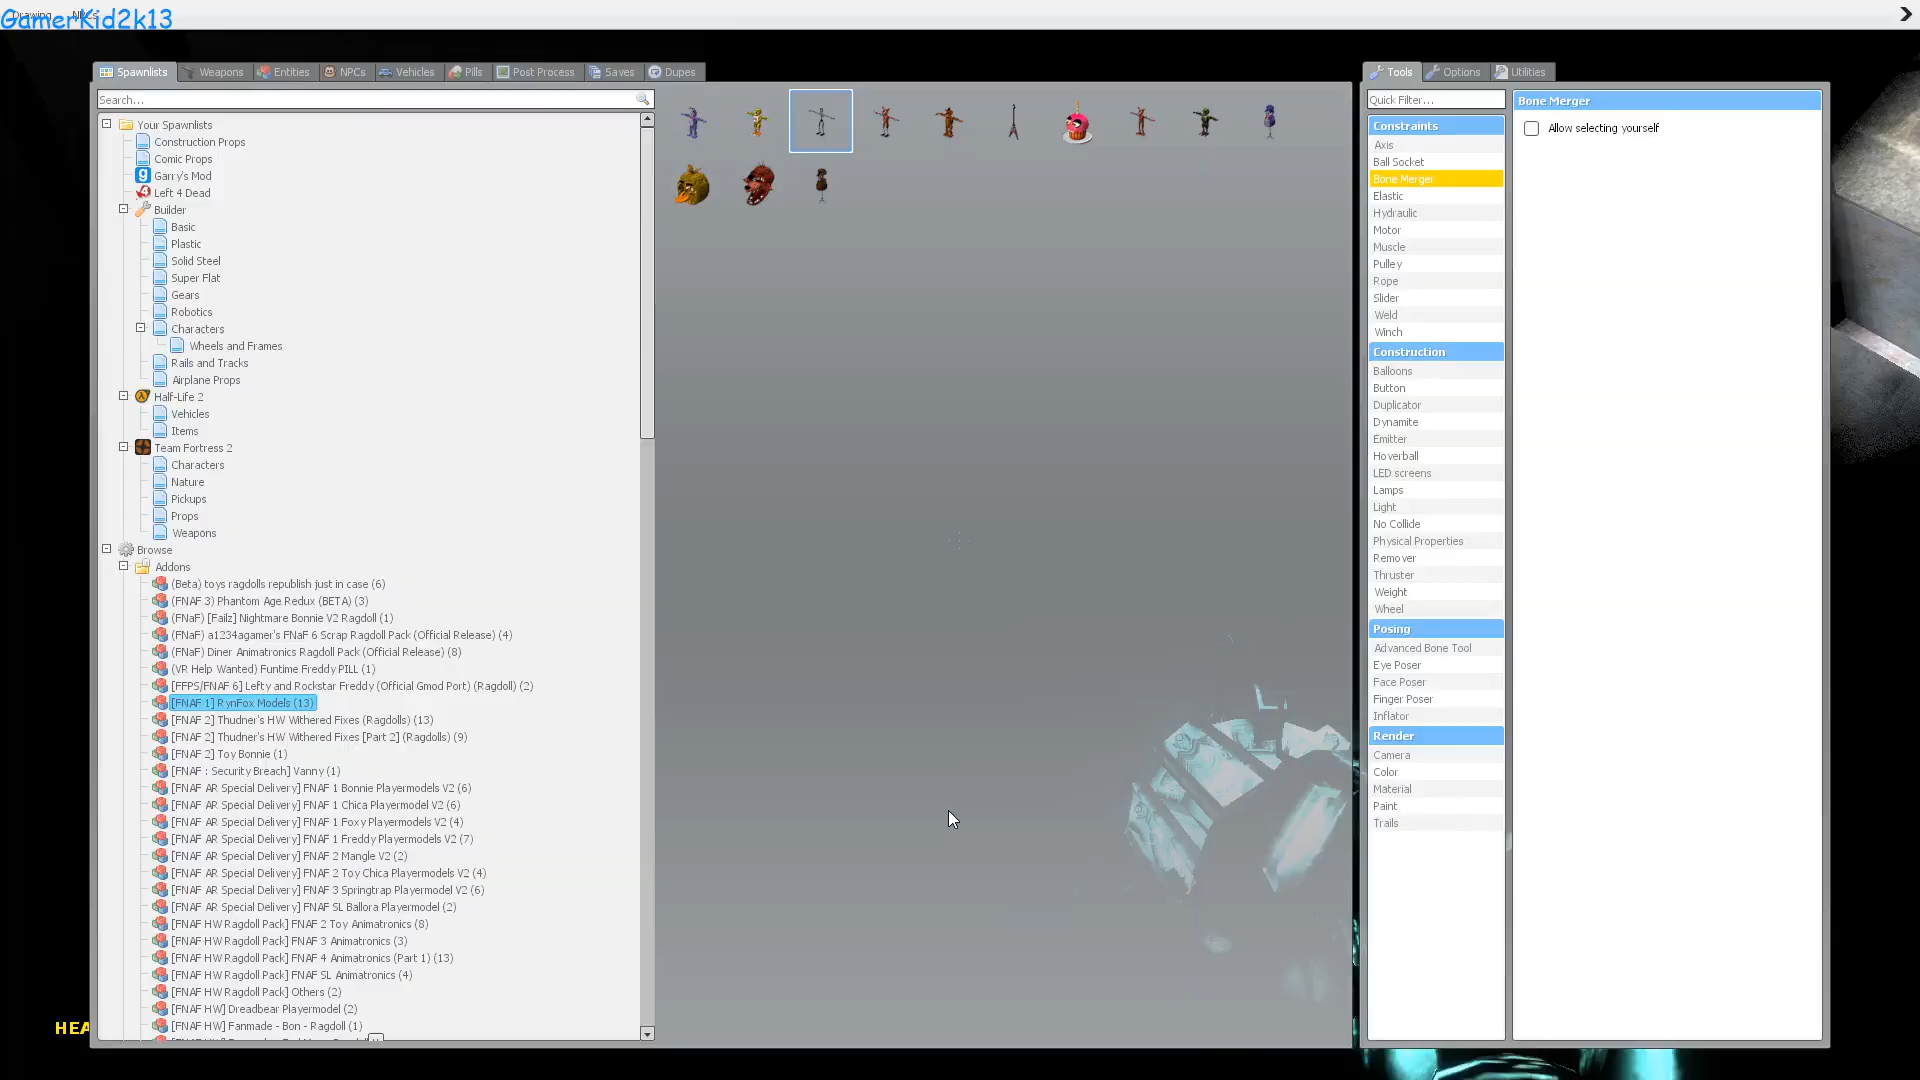 GamerKid2k13
Spawnlists
Weapons
Entities
NPCs
Vehicles
Pills
Post Process
Saves
Dupes
Search...
Your Spawnlists
Construction Props
Comic Props
Garry's Mod
Left 4 Dead
Builder
Basic
Plastic
Solid Steel
Super Flat
Gears
Robotics
Characters
Wheels and Frames
Rails and Tracks
Airplane Props
Half-Life 2
Vehicles
Items
Team Fortress 2
Characters
Nature
Pickups
Props
Weapons
Browse
Addons
(Beta) toys ragdolls republish just in case (6)
(FNAF 3) Phantom Age Redux (BETA) (3)
(FNaF) [Failz] Nightmare Bonnie V2 Ragdoll (1)
(FNaF) a1234agamer's FNaF 6 Scrap Ragdoll Pack (Official Release) (4)
(FNaF) Diner Animatronics Ragdoll Pack (Official Release) (8)
(VR Help Wanted) Funtime Freddy PILL (1)
[FFPS/FNAF 6] Lefty and Rockstar Freddy (Official Gmod Port) (Ragdoll) (2)
[FNAF 1] RynFox Models (13)
[FNAF 2] Thudner's HW Withered Fixes (Ragdolls) (13)
[FNAF 2] Thudner's HW Withered Fixes [Part 2] (Ragdolls) (9)
[FNAF 2] Toy Bonnie (1)
[FNAF : Security Breach] Vanny (1)
[FNAF AR Special Delivery] FNAF 1 Bonnie Playermodels V2 (6)
[FNAF AR Special Delivery] FNAF 1 Chica Playermodel V2 (6)
[FNAF AR Special Delivery] FNAF 1 Foxy Playermodels V2 (4)
[FNAF AR Special Delivery] FNAF 1 Freddy Playermodels V2 (7)
[FNAF AR Special Delivery] FNAF 2 Mangle V2 (2)
[FNAF AR Special Delivery] FNAF 2 Toy Chica Playermodels V2 (4)
[FNAF AR Special Delivery] FNAF 3 Springtrap Playermodel V2 (6)
[FNAF AR Special Delivery] FNAF SL Ballora Playermodel (2)
[FNAF HW Ragdoll Pack] FNAF 2 Toy Animatronics (8)
[FNAF HW Ragdoll Pack] FNAF 3 Animatronics (3)
[FNAF HW Ragdoll Pack] FNAF 4 Animatronics (Part 1) (13)
[FNAF HW Ragdoll Pack] FNAF SL Animatronics (4)
[FNAF HW Ragdoll Pack] Others (2)
[FNAF HW] Dreadbear Playermodel (2)
[FNAF HW] Fanmade - Bon - Ragdoll (1)
HEA
Tools
Options
Utilities
Quick Filter...
Constraints
Axis
Ball Socket
Bone Merger
Elastic
Hydraulic
Motor
Muscle
Pulley
Rope
Slider
Weld
Winch
Construction
Balloons
Button
Duplicator
Dynamite
Emitter
Hoverball
LED screens
Lamps
Light
No Collide
Physical Properties
Remover
Thruster
Weight
Wheel
Posing
Advanced Bone Tool
Eye Poser
Face Poser
Finger Poser
Inflator
Render
Camera
Color
Material
Paint
Trails
Bone Merger
Allow selecting yourself